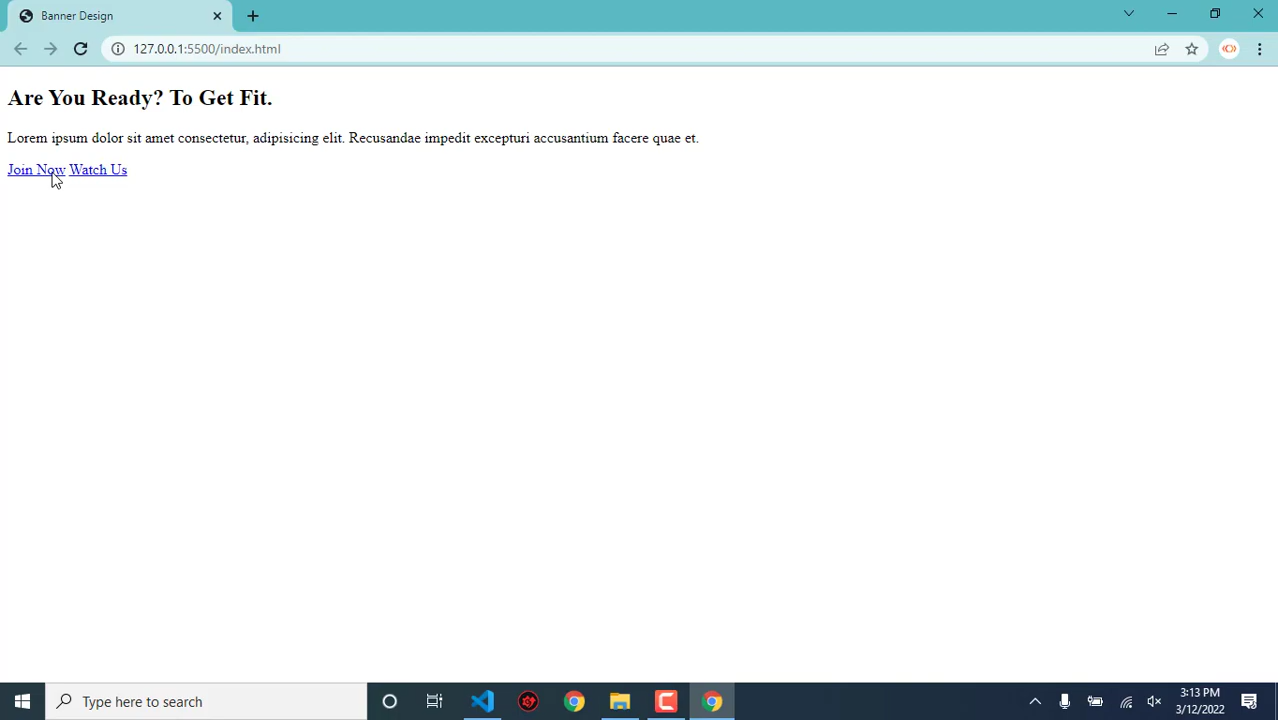 Banner Design
127.0.0.1:5500/index.html
Are You Ready? To Get Fit.
Lorem ipsum dolor sit amet consectetur, adipisicing elit. Recusandae impedit excepturi accusantium facere quae et.
Join Now Watch Us
Type here to search
3:13 PM
3/12/2022